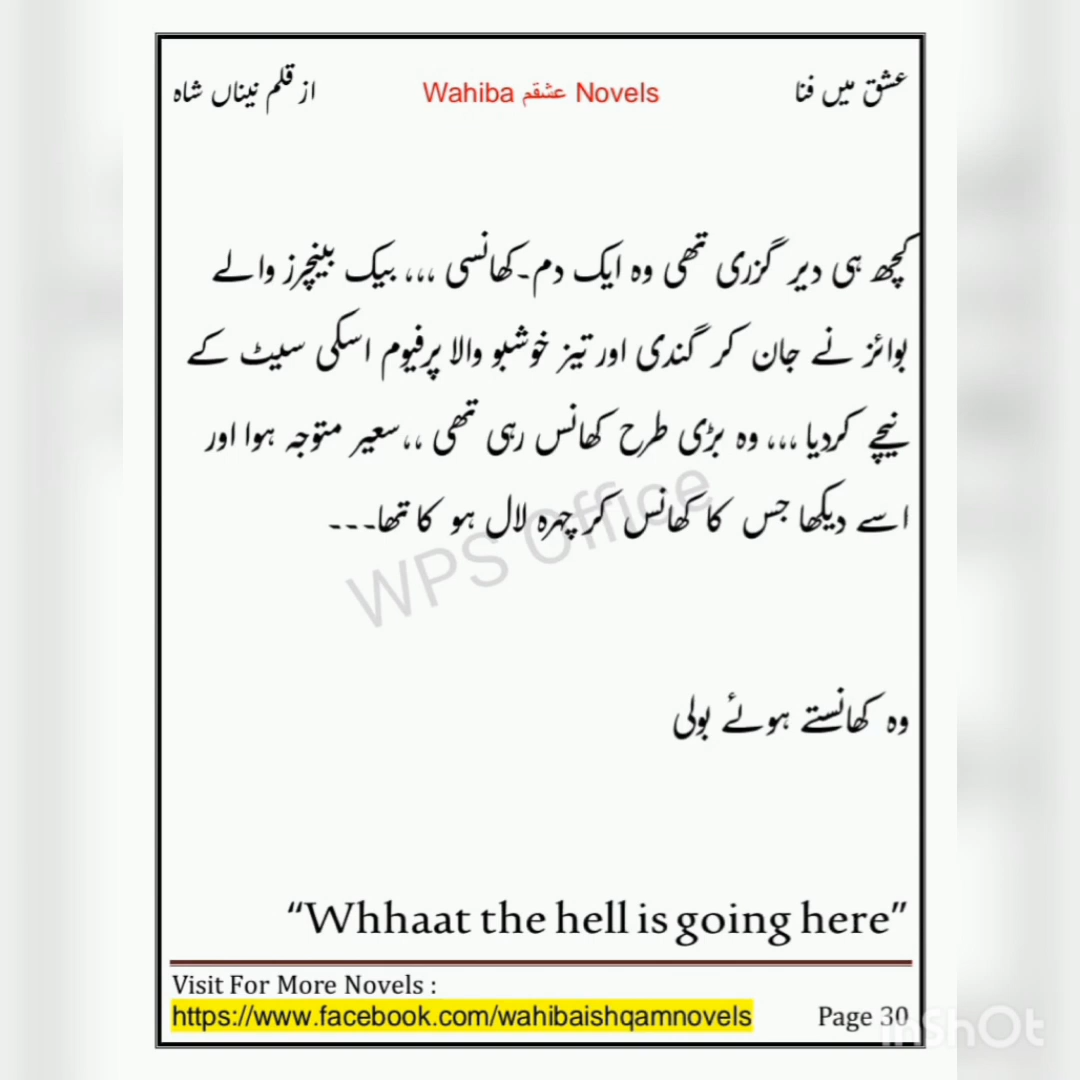 عشق میں فنا Wahiba عشقم Novels از قلم نیناں شاہ
کچھ ہی دیر گزری تھی وہ ایک دم۔کھانسی ،،، بیک بینچرز والے
بوائز نے جان کر گندی اور تیز خوشبو والا پرفیوم اسکی سیٹ کے
نیچے کردیا ،،، وہ بڑی طرح کھانس رہی تھی ،،سعیر متوجہ ہوا اور
اسے دیکھا جس کا کھانس کر چہرہ لال ہو کا تھا۔۔۔
WPS Office
وہ کھانستے ہوئے بولی
“Whhaat the hell is going here”
Visit For More Novels :
https://www.facebook.com/wahibaishqamnovels Page 30
InShOt